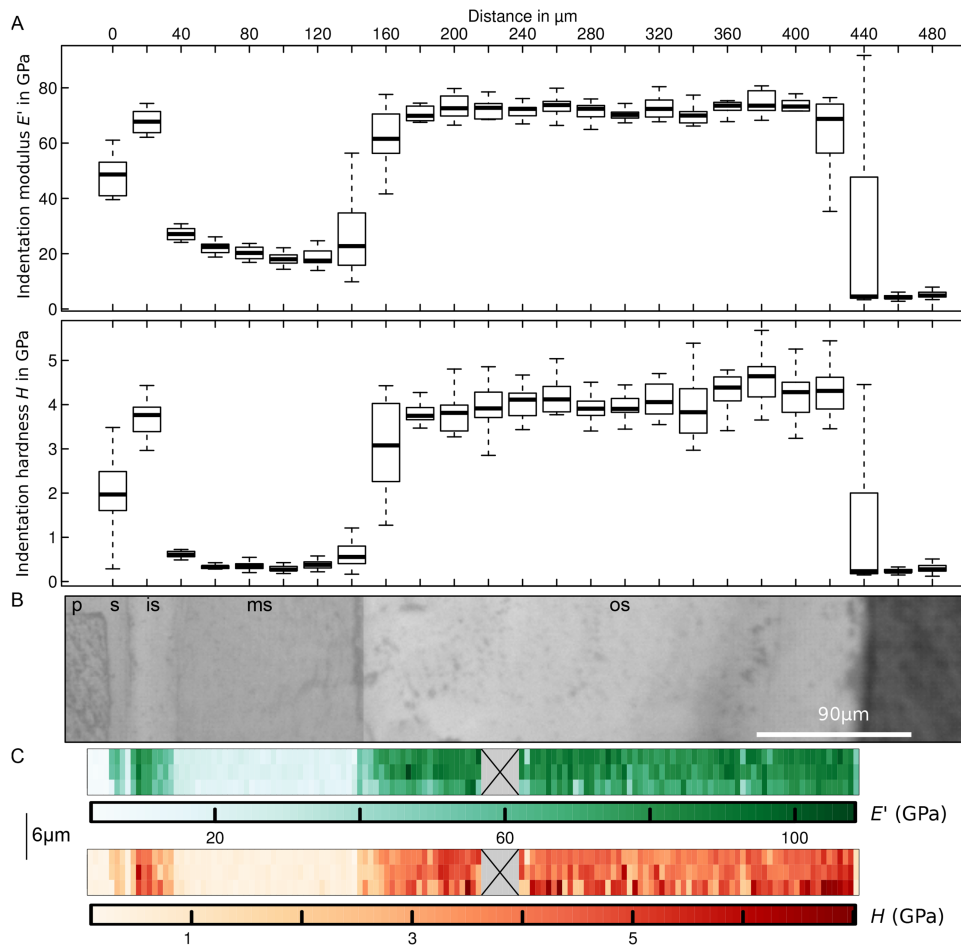 A
Distance in µm
0 40 80 120 160 200 240 280 320 360 400 440 480
Indentation modulus E' in GPa
80
60
40
20
0
Indentation hardness H in GPa
5
4
3
2
1
0
B
p s is ms os
90µm
C
E' (GPa)
20 60 100
6µm
H (GPa)
1 3 5